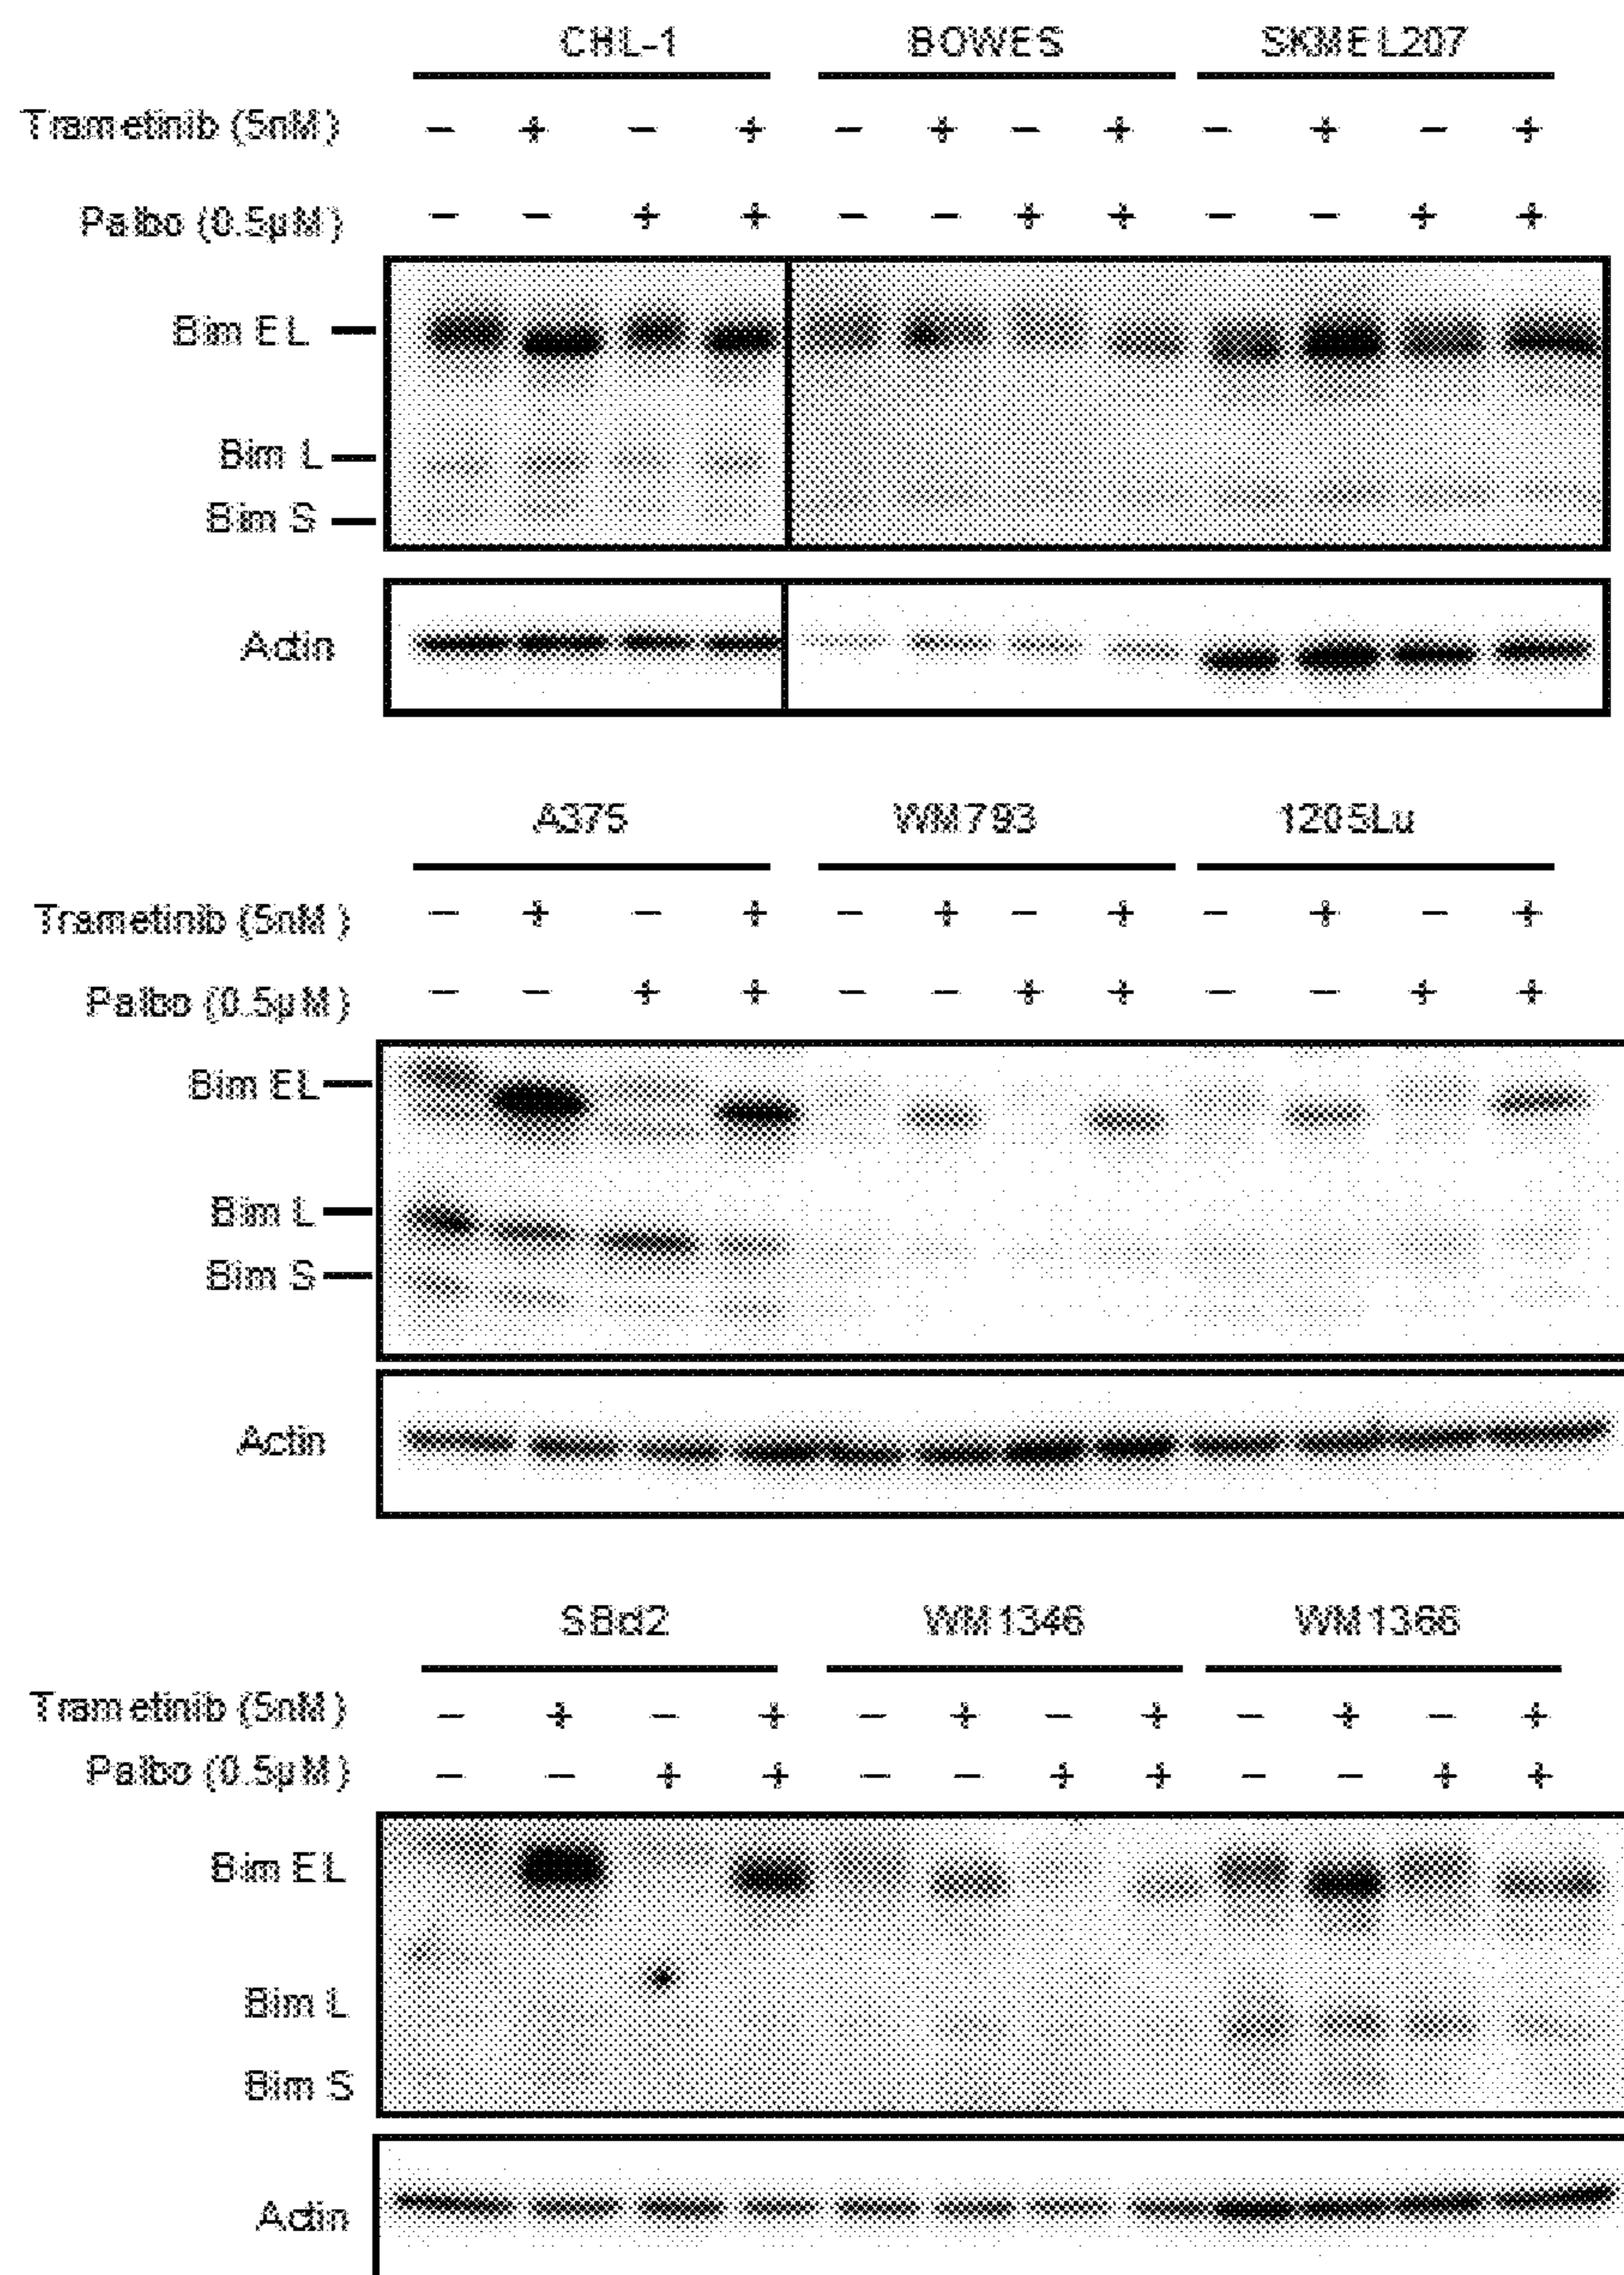 CHL-1 BOWES SKMEL207
Trametinib (5nM) − + − + − + − + − + − +
Palbo (0.5µM) − − + + − − + + − − + +
Bim EL
Bim L
Bim S
Actin
A375 WM793 1205Lu
Trametinib (5nM) − + − + − + − + − + − +
Palbo (0.5µM) − − + + − − + + − − + +
Bim EL
Bim L
Bim S
Actin
SBcl2 WM1346 WM1366
Trametinib (5nM) − + − + − + − + − + − +
Palbo (0.5µM) − − + + − − + + − − + +
Bim EL
Bim L
Bim S
Actin